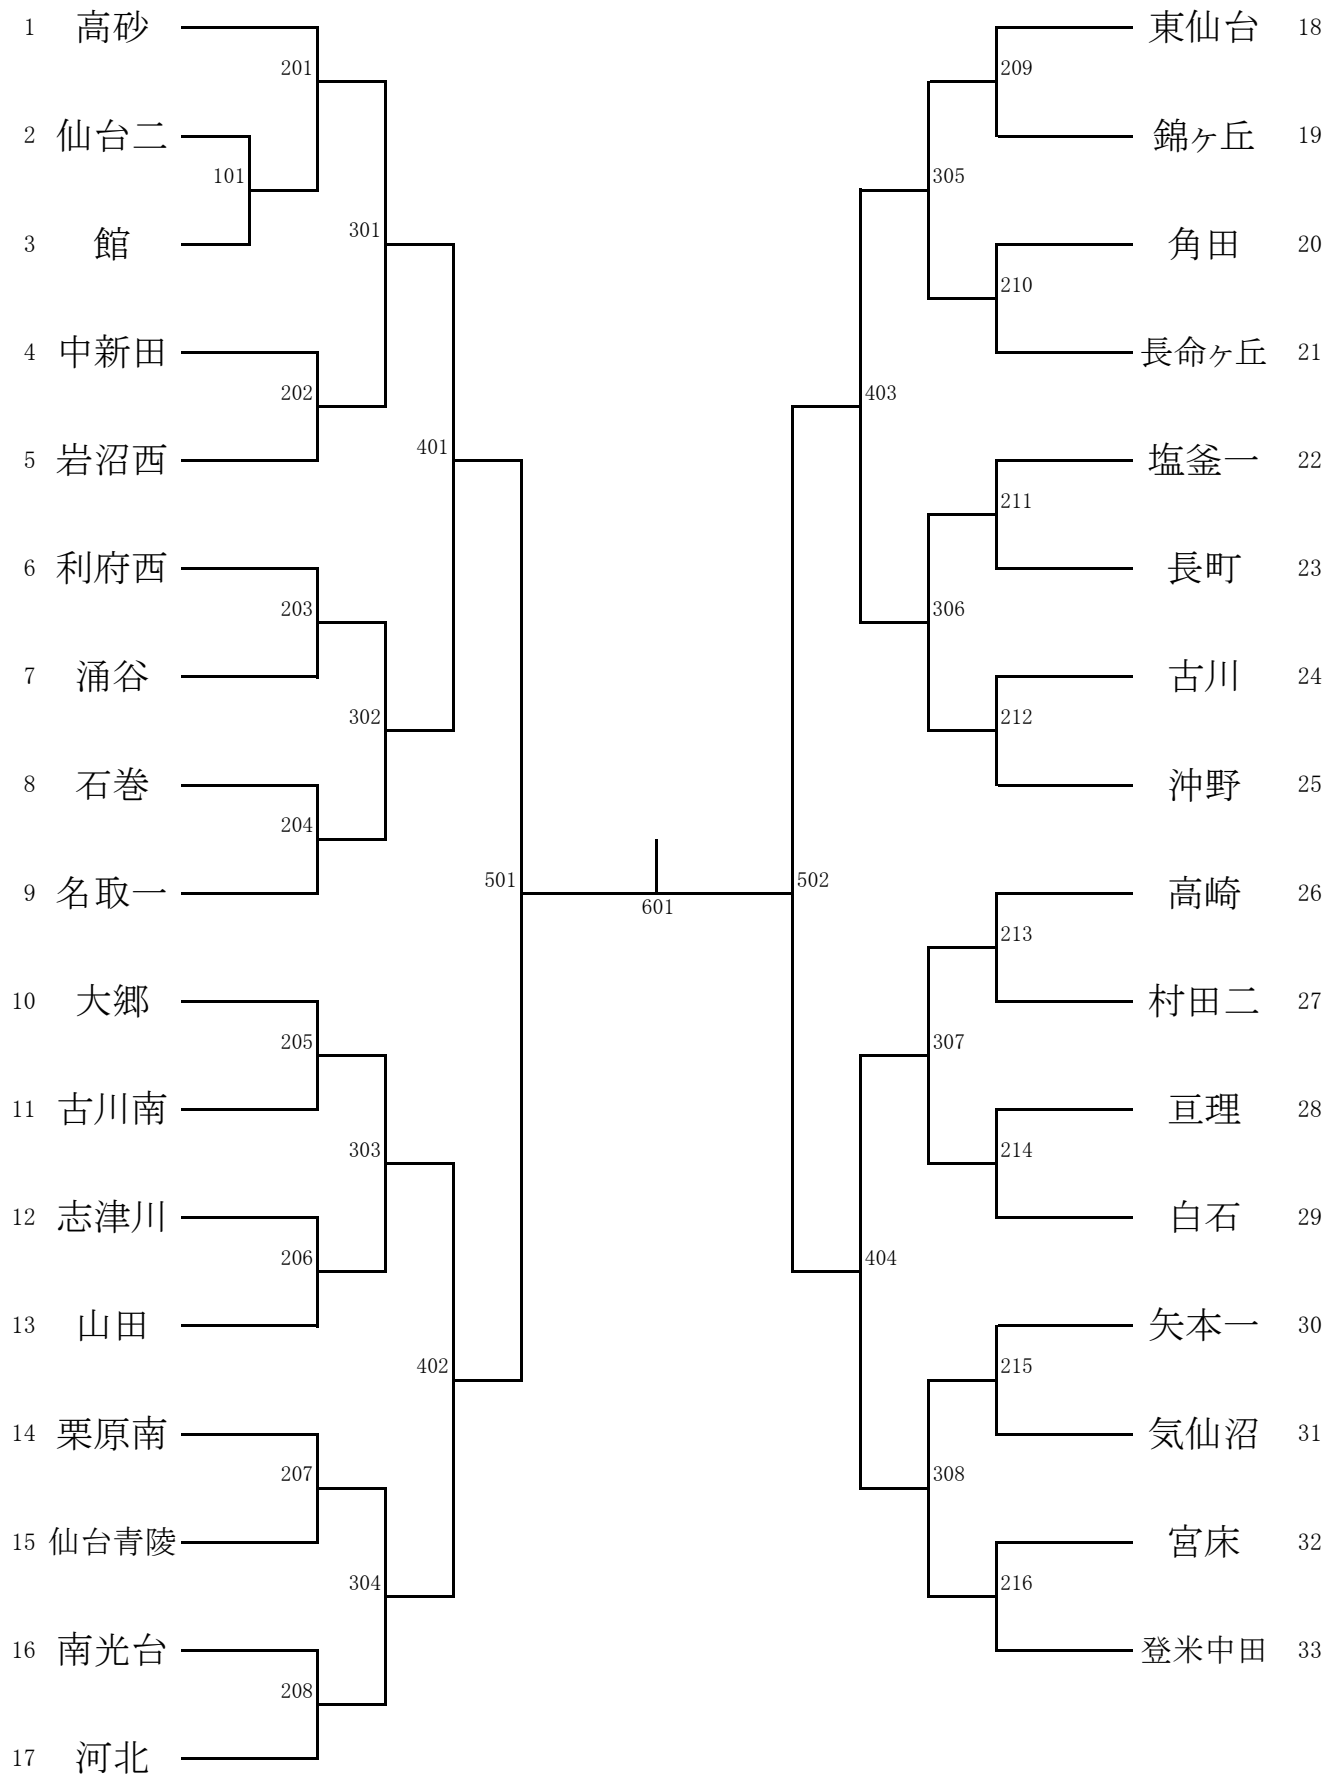 1 高砂
201
2 仙台二
101
3 館
301
4 中新田
202
5 岩沼西
401
6 利府西
203
7 涌谷
302
8 石巻
204
9 名取一
501
10 大郷
205
11 古川南
303
12 志津川
206
13 山田
402
14 栗原南
207
15 仙台青陵
304
16 南光台
208
17 河北
601
東仙台 18
209
錦ヶ丘 19
305
角田 20
210
長命ヶ丘 21
403
塩釜一 22
211
長町 23
306
古川 24
212
沖野 25
502
高崎 26
213
村田二 27
307
亘理 28
214
白石 29
404
矢本一 30
215
気仙沼 31
308
宮床 32
216
登米中田 33